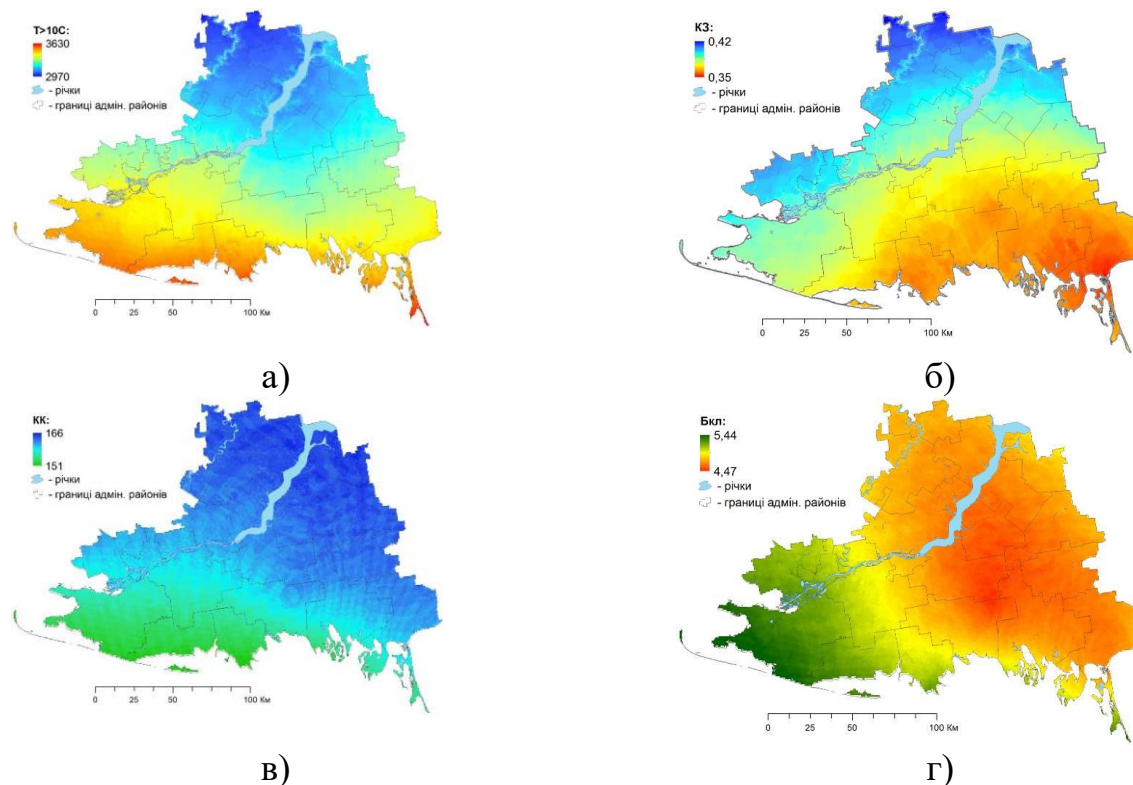 T>10C:
3630
2970
- річки
- границі адмін. районів
0 25 50 100 Км
а)
КЗ:
0,42
0,35
- річки
- границі адмін. районів
0 25 50 100 Км
б)
КК:
166
151
- річки
- границі адмін. районів
0 25 50 100 Км
в)
Бкл:
5,44
4,47
- річки
- границі адмін. районів
0 25 50 100 Км
г)